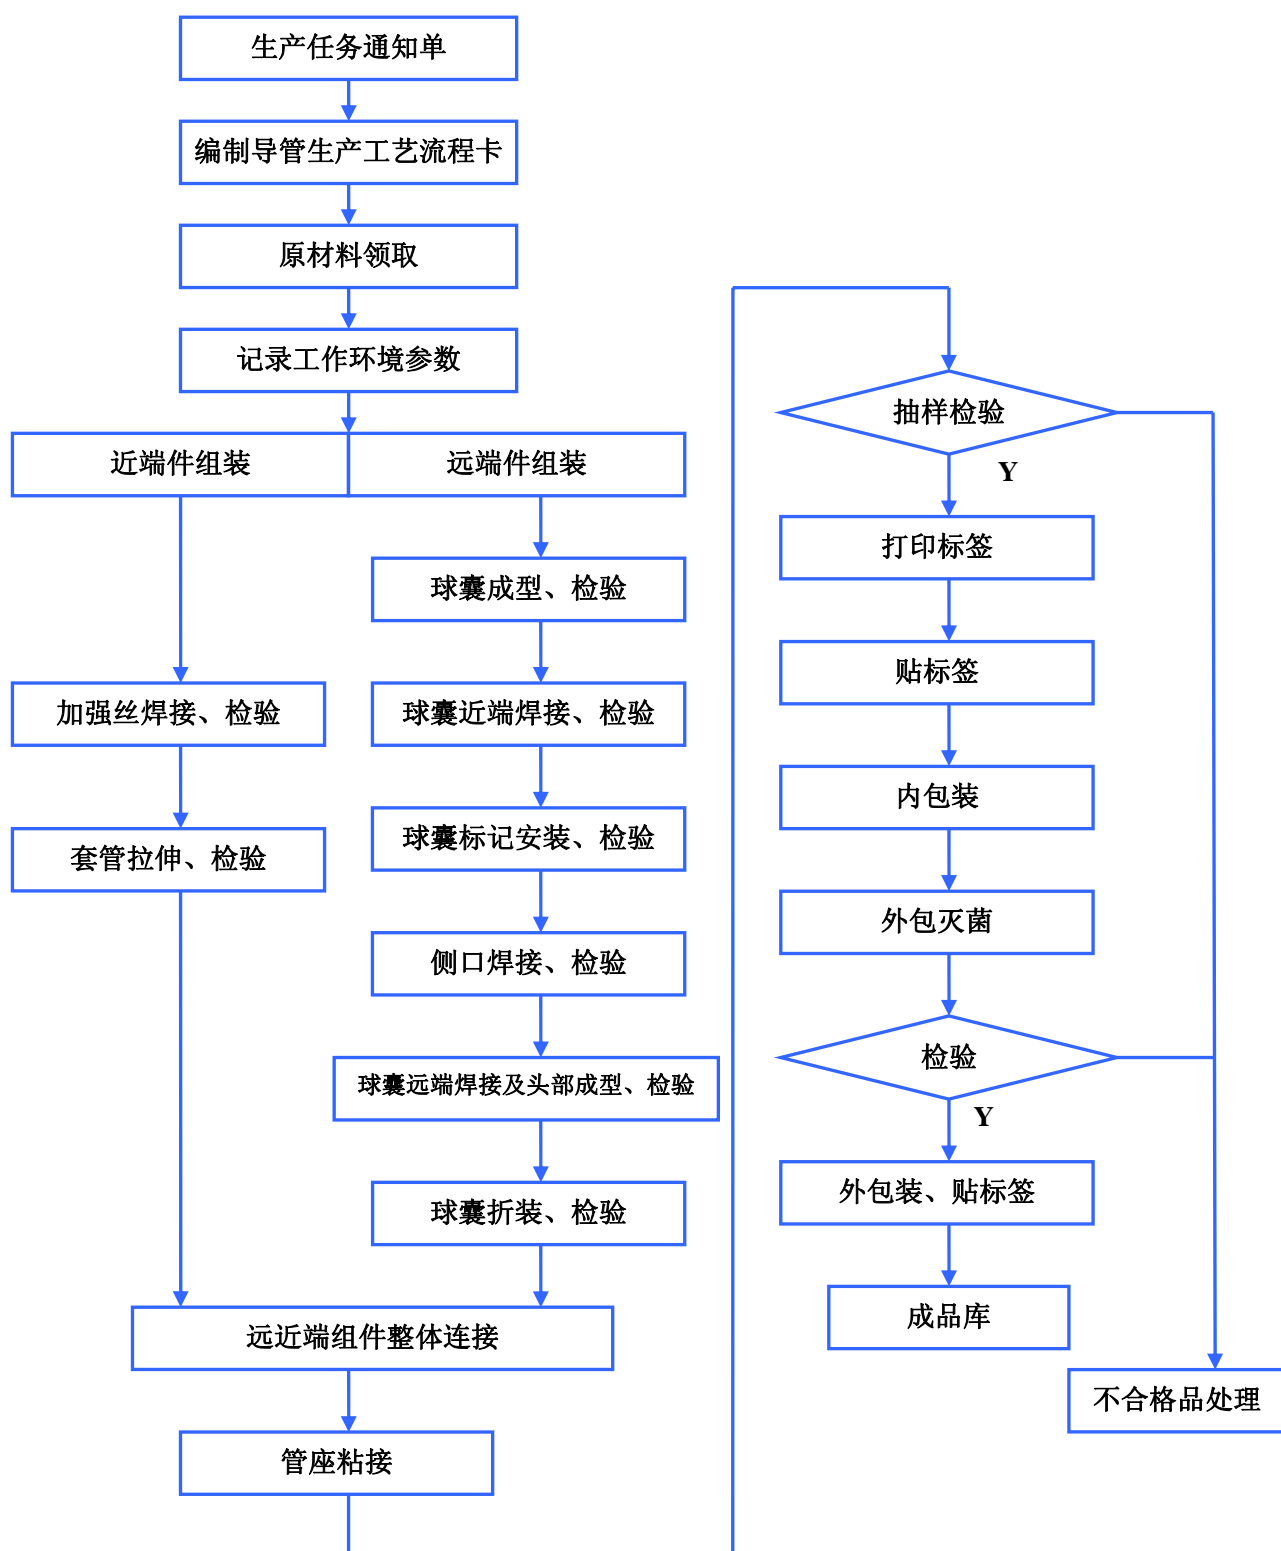 生产任务通知单
编制导管生产工艺流程卡
原材料领取
记录工作环境参数
近端件组装
远端件组装
球囊成型、检验
加强丝焊接、检验
球囊近端焊接、检验
套管拉伸、检验
球囊标记安装、检验
侧口焊接、检验
球囊远端焊接及头部成型、检验
球囊折装、检验
远近端组件整体连接
管座粘接
抽样检验
Y
打印标签
贴标签
内包装
外包灭菌
检验
Y
外包装、贴标签
成品库
不合格品处理